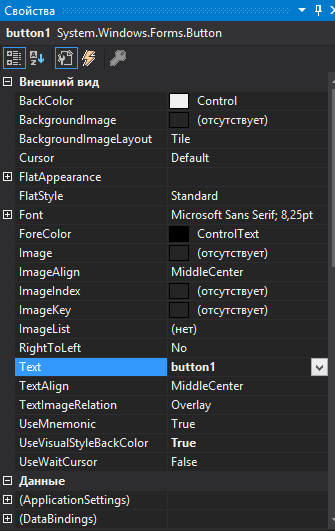 Свойства
button1 System.Windows.Forms.Button
Внешний вид
BackColor Control
BackgroundImage (отсутствует)
BackgroundImageLayout Tile
Cursor Default
FlatAppearance
FlatStyle Standard
Font Microsoft Sans Serif; 8,25pt
ForeColor ControlText
Image (отсутствует)
ImageAlign MiddleCenter
ImageIndex (отсутствует)
ImageKey (отсутствует)
ImageList (нет)
RightToLeft No
Text button1
TextAlign MiddleCenter
TextImageRelation Overlay
UseMnemonic True
UseVisualStyleBackColor True
UseWaitCursor False
Данные
(ApplicationSettings)
(DataBindings)